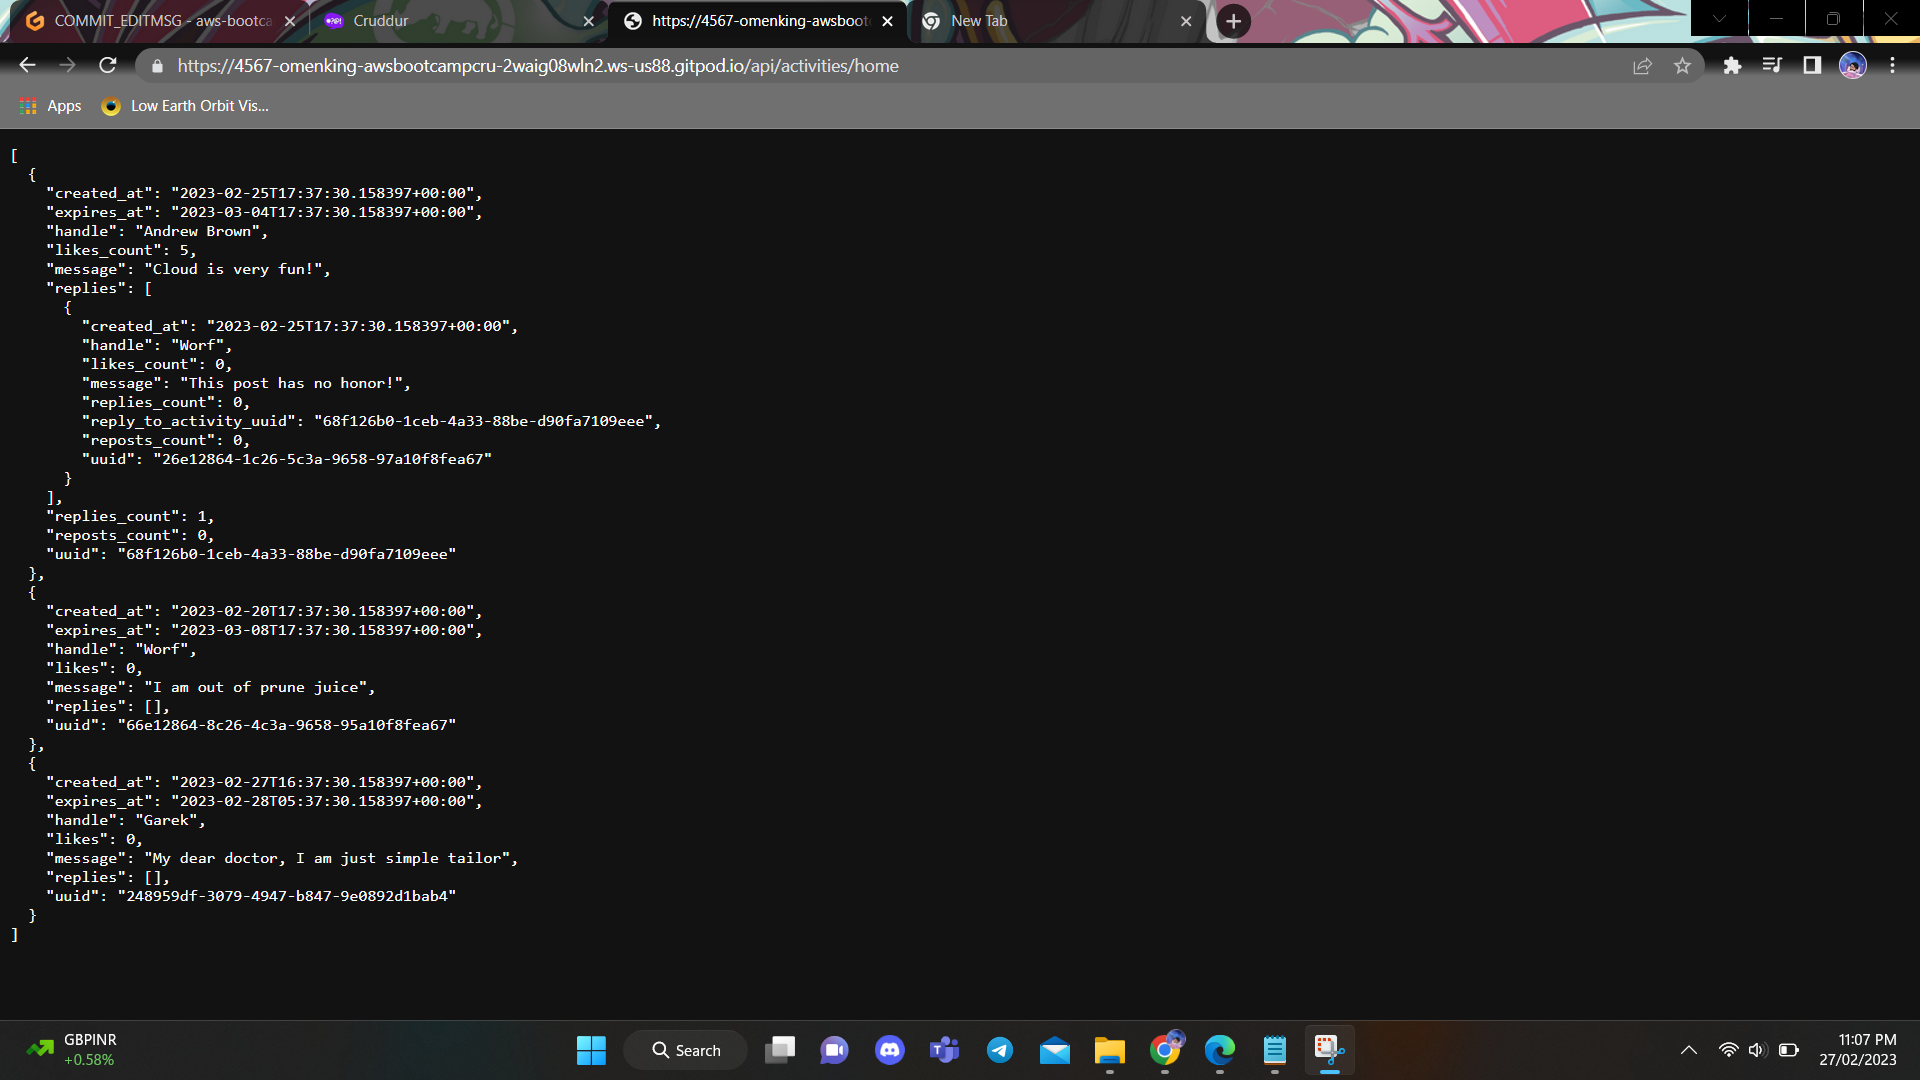 COMMIT_EDITMSG - aws-bootca
Cruddur
https://4567-omenking-awsboot
New Tab
https://4567-omenking-awsbootcampcru-2waig08wln2.ws-us88.gitpod.io/api/activities/home
Apps
Low Earth Orbit Vis...
[
  {
    "created_at": "2023-02-25T17:37:30.158397+00:00",
    "expires_at": "2023-03-04T17:37:30.158397+00:00",
    "handle": "Andrew Brown",
    "likes_count": 5,
    "message": "Cloud is very fun!",
    "replies": [
      {
        "created_at": "2023-02-25T17:37:30.158397+00:00",
        "handle": "Worf",
        "likes_count": 0,
        "message": "This post has no honor!",
        "replies_count": 0,
        "reply_to_activity_uuid": "68f126b0-1ceb-4a33-88be-d90fa7109eee",
        "reposts_count": 0,
        "uuid": "26e12864-1c26-5c3a-9658-97a10f8fea67"
      }
    ],
    "replies_count": 1,
    "reposts_count": 0,
    "uuid": "68f126b0-1ceb-4a33-88be-d90fa7109eee"
  },
  {
    "created_at": "2023-02-20T17:37:30.158397+00:00",
    "expires_at": "2023-03-08T17:37:30.158397+00:00",
    "handle": "Worf",
    "likes": 0,
    "message": "I am out of prune juice",
    "replies": [],
    "uuid": "66e12864-8c26-4c3a-9658-95a10f8fea67"
  },
  {
    "created_at": "2023-02-27T16:37:30.158397+00:00",
    "expires_at": "2023-02-28T05:37:30.158397+00:00",
    "handle": "Garek",
    "likes": 0,
    "message": "My dear doctor, I am just simple tailor",
    "replies": [],
    "uuid": "248959df-3079-4947-b847-9e0892d1bab4"
  }
]
GBPINR
+0.58%
Search
11:07 PM
27/02/2023